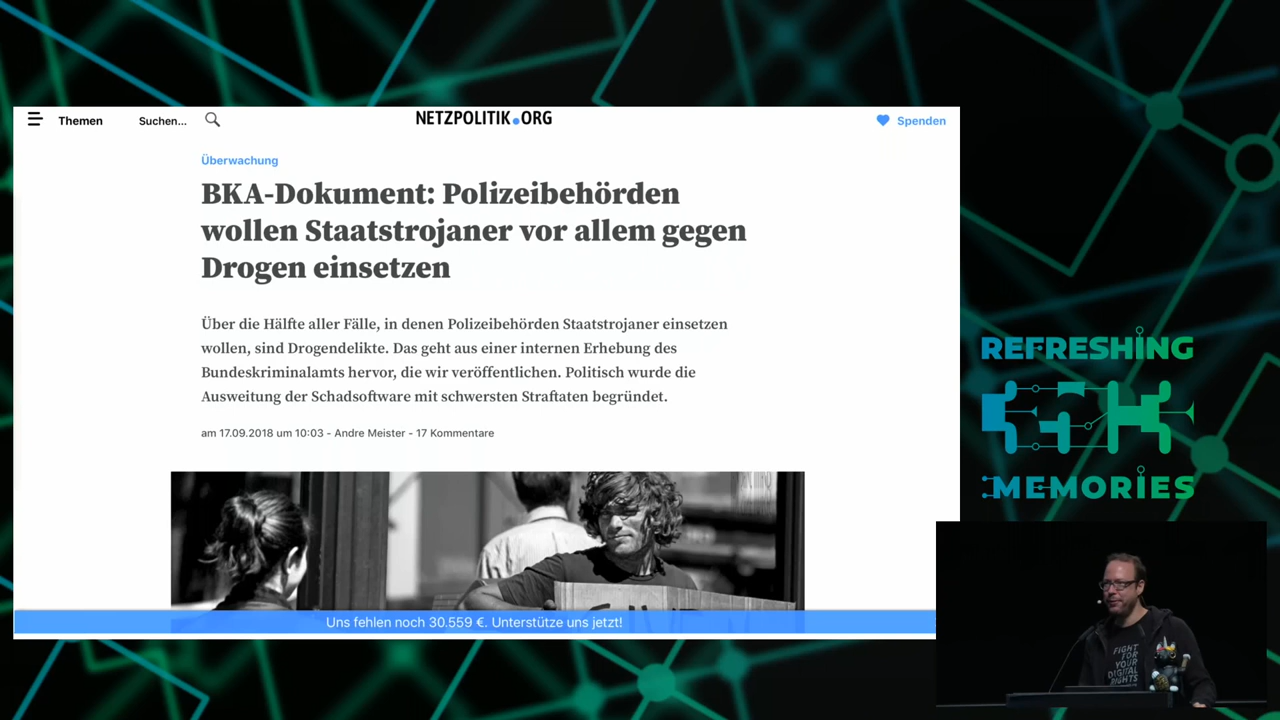 Themen
Suchen...
NETZPOLITIK.ORG
Spenden
Überwachung
BKA-Dokument: Polizeibehörden
wollen Staatstrojaner vor allem gegen
Drogen einsetzen
Über die Hälfte aller Fälle, in denen Polizeibehörden Staatstrojaner einsetzen
wollen, sind Drogendelikte. Das geht aus einer internen Erhebung des
Bundeskriminalamts hervor, die wir veröffentlichen. Politisch wurde die
Ausweitung der Schadsoftware mit schwersten Straftaten begründet.
am 17.09.2018 um 10:03 - Andre Meister - 17 Kommentare
Uns fehlen noch 30.559 €. Unterstütze uns jetzt!
REFRESHING
35C3
MEMORIES
FIGHT
FOR
YOUR
DIGITAL
RIGHTS